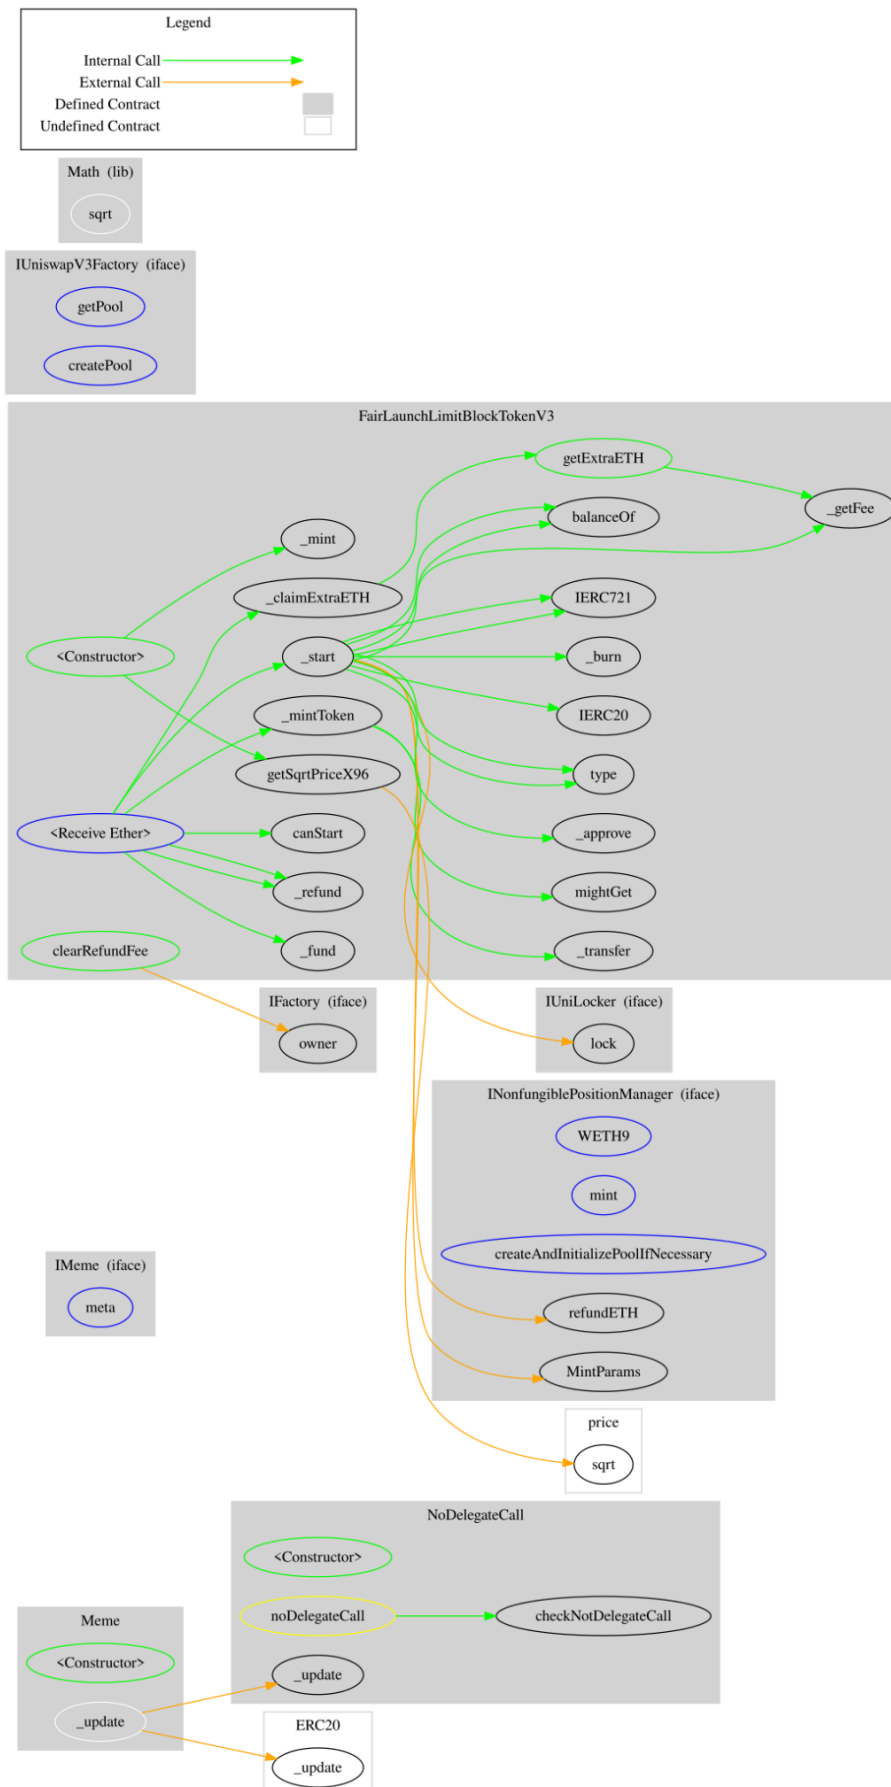 Legend
Internal Call
External Call
Defined Contract
Undefined Contract
Math  (lib)
sqrt
IUniswapV3Factory  (iface)
getPool
createPool
FairLaunchLimitBlockTokenV3
getExtraETH
_getFee
balanceOf
_mint
_claimExtraETH
IERC721
<Constructor>
_start
_burn
_mintToken
IERC20
getSqrtPriceX96
type
<Receive Ether>
canStart
_approve
_refund
mightGet
clearRefundFee
_fund
_transfer
IFactory  (iface)
owner
IUniLocker  (iface)
lock
INonfungiblePositionManager  (iface)
WETH9
mint
createAndInitializePoolIfNecessary
IMeme  (iface)
meta
refundETH
MintParams
price
sqrt
NoDelegateCall
<Constructor>
noDelegateCall
checkNotDelegateCall
_update
Meme
<Constructor>
_update
ERC20
_update